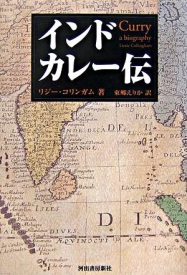 インド
Curry
a biography
Lizzie Collingham
カレー伝
リジー・コリンガム 著
東郷えりか 訳
河出書房新社